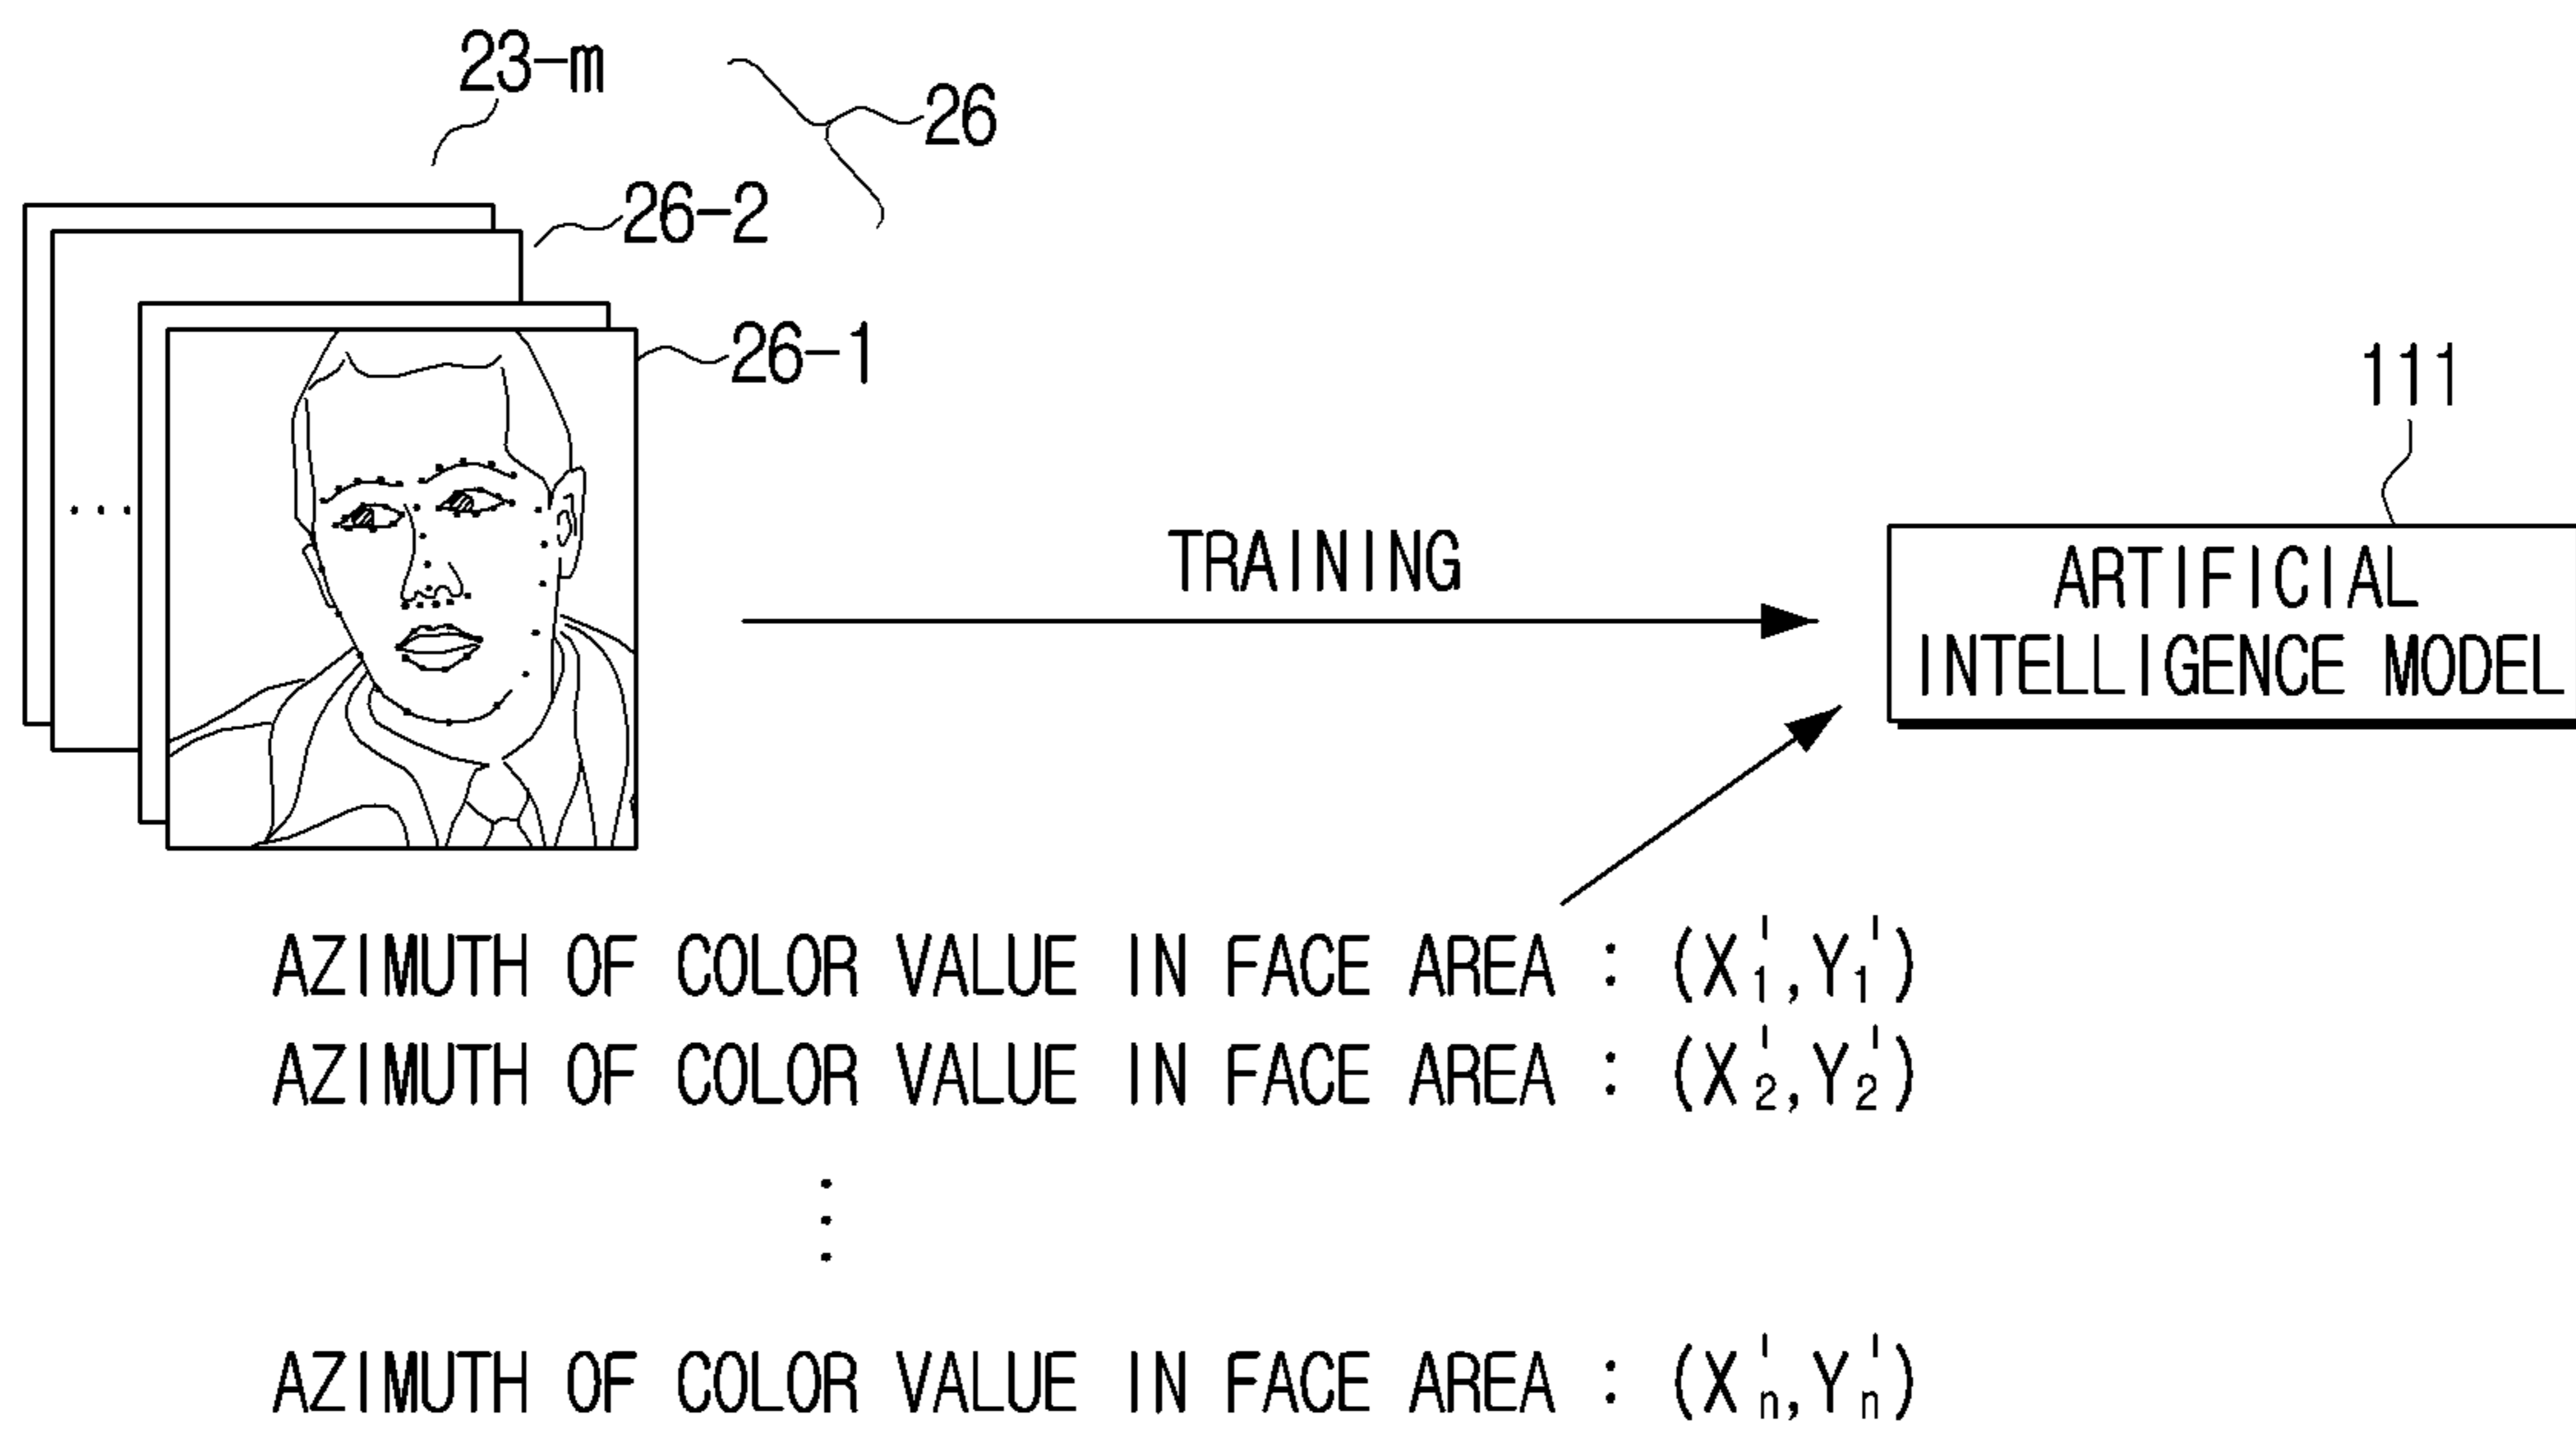 23-m
26
26-2
26-1
111
TRAINING
ARTIFICIAL
INTELLIGENCE MODEL
AZIMUTH OF COLOR VALUE IN FACE AREA : (X'1,Y'1)
AZIMUTH OF COLOR VALUE IN FACE AREA : (X'2,Y'2)
AZIMUTH OF COLOR VALUE IN FACE AREA : (X'n,Y'n)